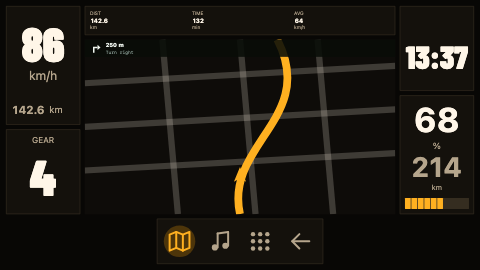 86
km/h
142.6 km
GEAR
4
DIST
142.6
km
TIME
132
min
AVG
64
km/h
250 m
Turn right
13:37
68
%
214
km